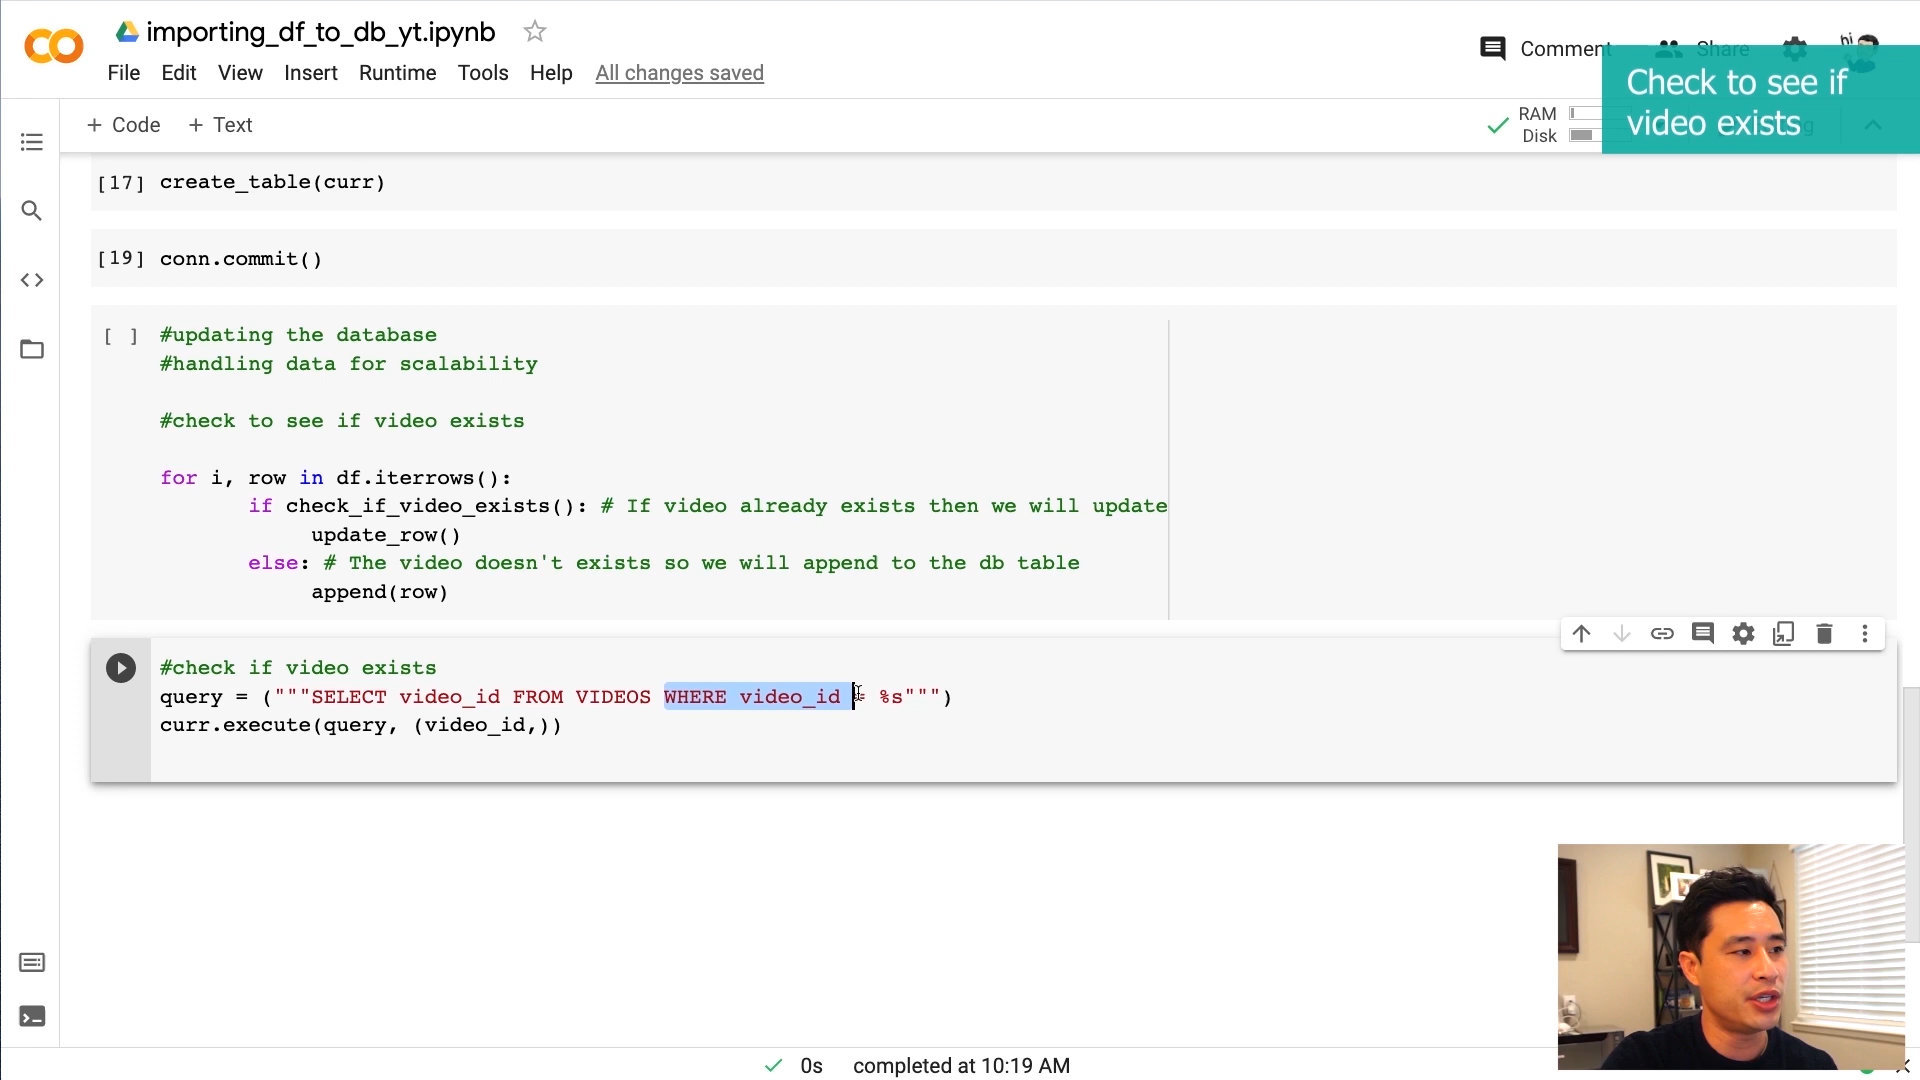 importing_df_to_db_yt.ipynb
File Edit View Insert Runtime Tools Help All changes saved
Comment
Share
hi
Check to see if
video exists
+ Code + Text
RAM
Disk
[17] create_table(curr)
[19] conn.commit()
[ ] #updating the database
#handling data for scalability
#check to see if video exists
for i, row in df.iterrows():
if check_if_video_exists(): # If video already exists then we will update
update_row()
else: # The video doesn't exists so we will append to the db table
append(row)
#check if video exists
query = ("""SELECT video_id FROM VIDEOS WHERE video_id = %s""")
curr.execute(query, (video_id,))
0s completed at 10:19 AM